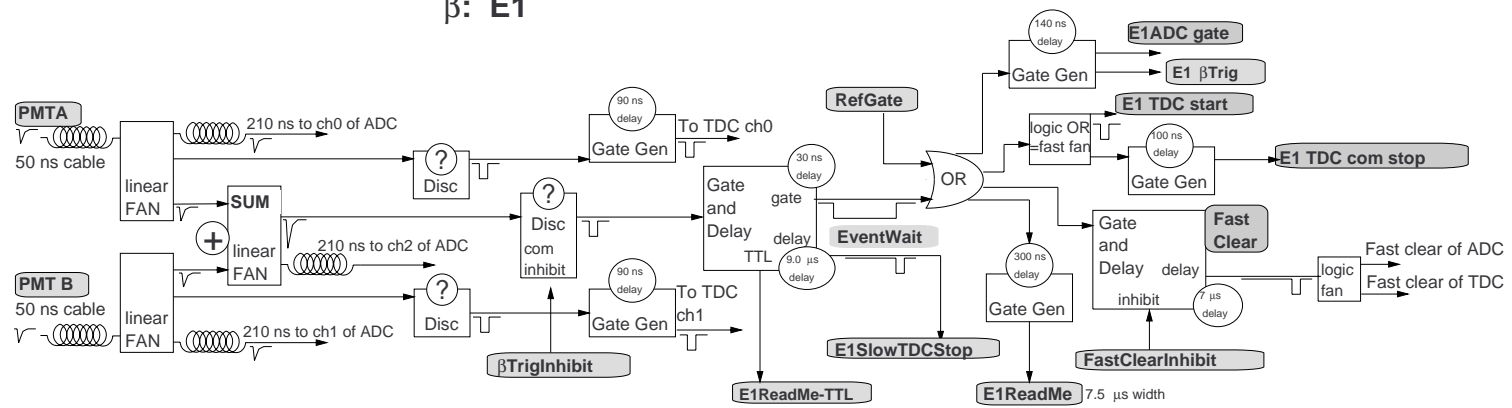 β: E1
PMTA
50 ns cable
210 ns to ch0 of ADC
linear
FAN
SUM
+
linear
FAN
210 ns to ch2 of ADC
PMT B
50 ns cable
linear
FAN
210 ns to ch1 of ADC
?
Disc
90 ns
delay
Gate Gen
To TDC ch0
?
Disc
com
inhibit
βTrigInhibit
?
Disc
90 ns
delay
Gate Gen
To TDC
ch1
Gate
and
Delay
30 ns
delay
gate
delay
TTL
9.0 μs
delay
EventWait
E1ReadMe-TTL
E1SlowTDCStop
RefGate
OR
140 ns
delay
Gate Gen
E1ADC gate
E1 βTrig
E1 TDC start
logic OR
=fast fan
100 ns
delay
Gate Gen
E1 TDC com stop
300 ns
delay
Gate Gen
E1ReadMe
7.5 μs width
Gate
and
Delay
Fast
Clear
delay
inhibit
7 μs
delay
FastClearInhibit
logic
fan
Fast clear of ADC
Fast clear of TDC